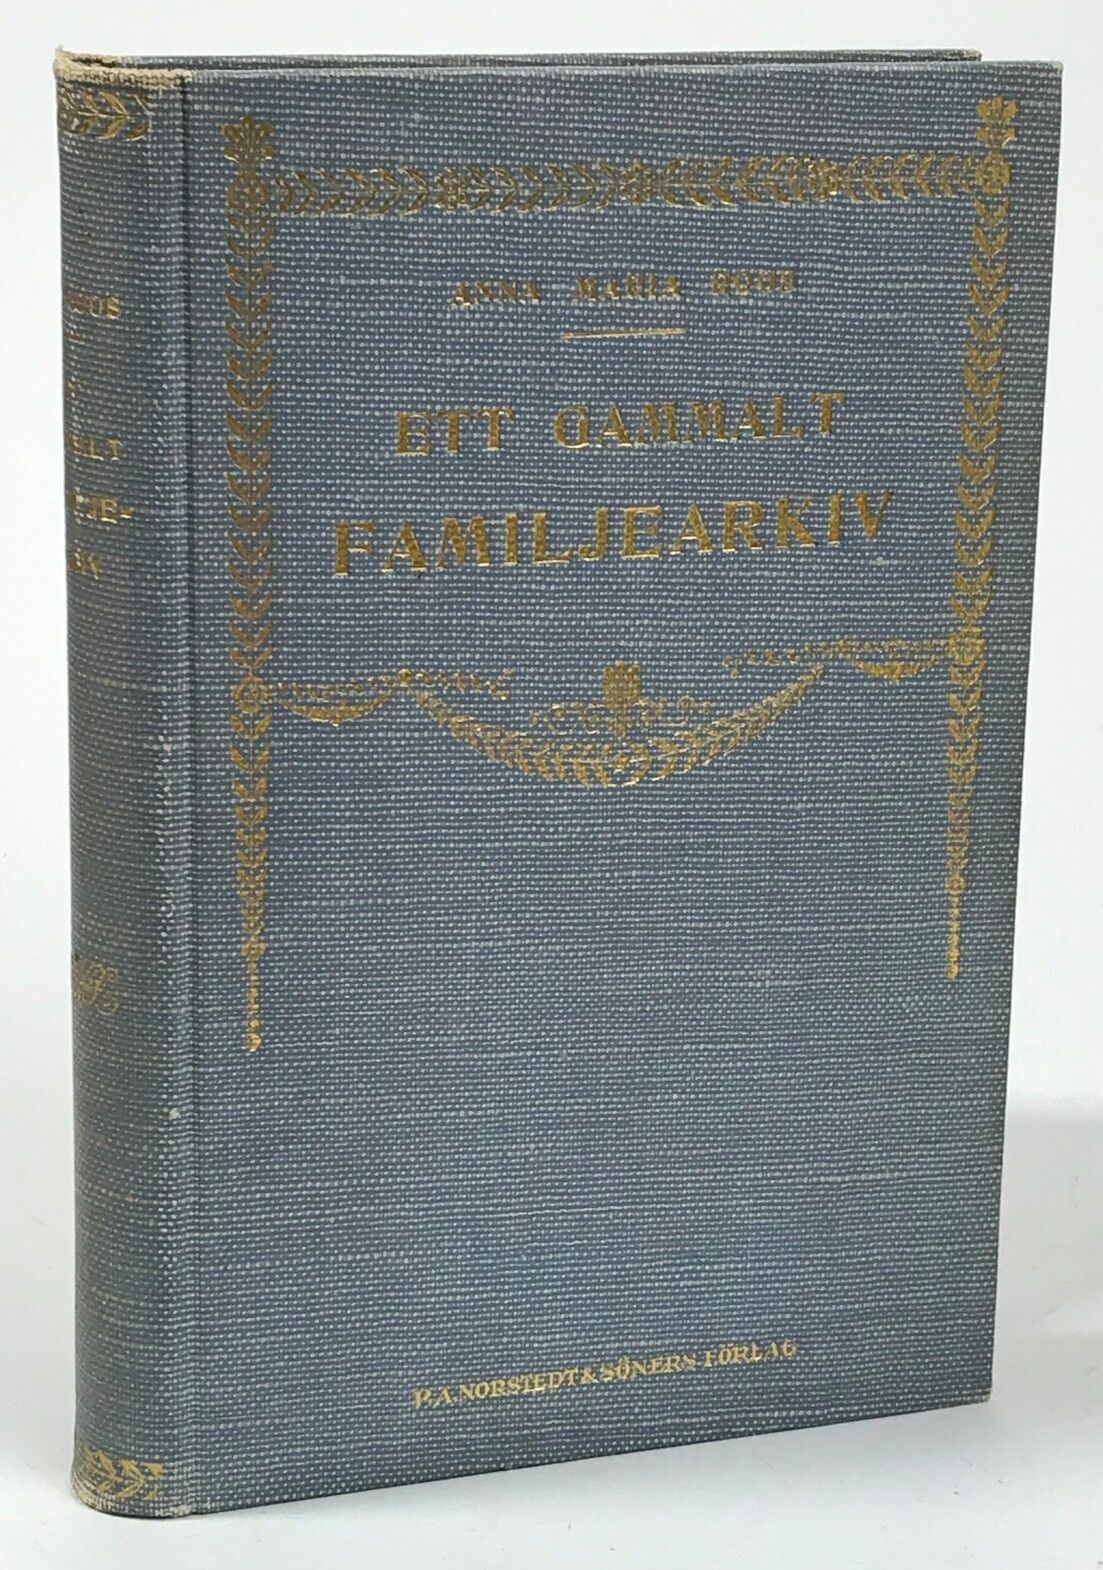 ANNA MARIA ROOS
ETT GAMMALT
FAMILJEARKIV
P. A. NORSTEDT & SÖNERS FÖRLAG